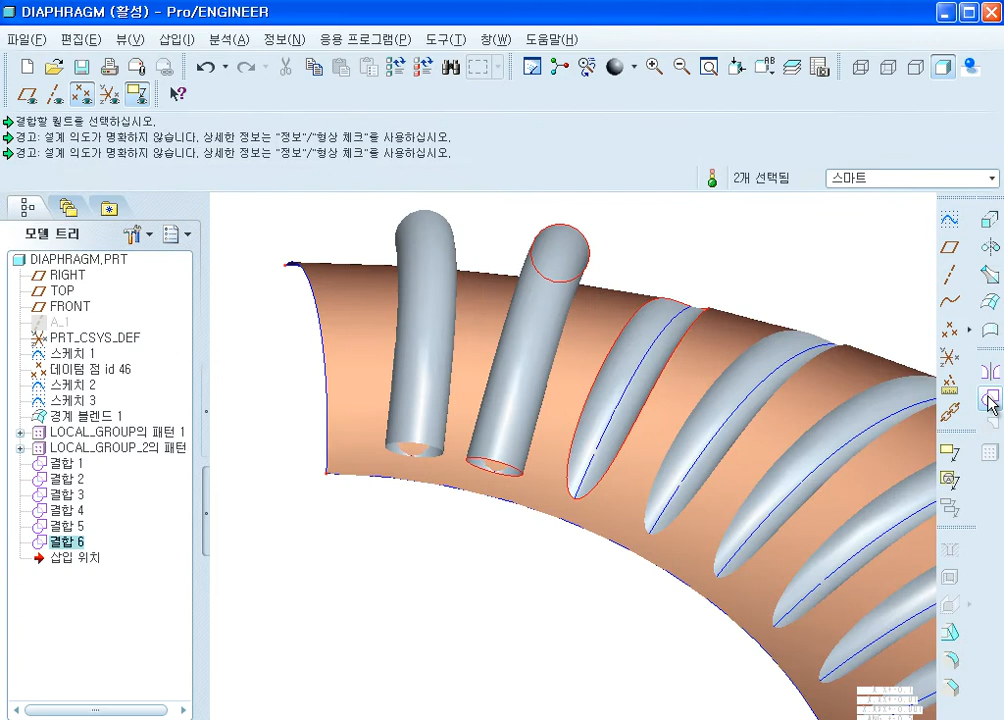 DIAPHRAGM (활성) - Pro/ENGINEER
파일(F) 편집(E) 뷰(V) 삽입(I) 분석(A) 정보(N) 응용 프로그램(P) 도구(T) 창(W) 도움말(H)
결합할 퀼트를 선택하십시오.
경고: 설계 의도가 명확하지 않습니다. 상세한 정보는 "정보"/"형상 체크"를 사용하십시오.
경고: 설계 의도가 명확하지 않습니다. 상세한 정보는 "정보"/"형상 체크"를 사용하십시오.
2개 선택됨 스마트
모델 트리
DIAPHRAGM.PRT
RIGHT
TOP
FRONT
A_1
PRT_CSYS_DEF
스케치 1
데이텀 점 id 46
스케치 2
스케치 3
경계 블렌드 1
LOCAL_GROUP의 패턴 1
LOCAL_GROUP_2의 패턴
결합 1
결합 2
결합 3
결합 4
결합 5
결합 6
삽입 위치